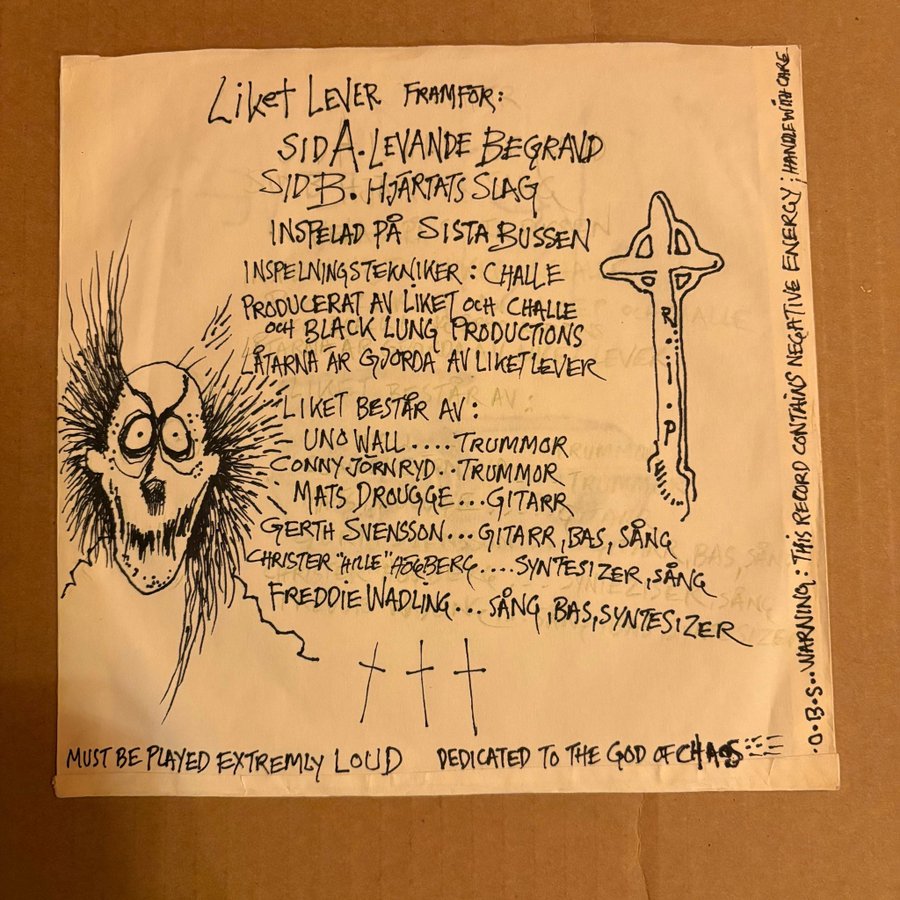 LiKET LEVER FRAMFÖR:
SID A. LEVANDE BEGRAVD
SID B. HJÄRTATS SLAG
INSPELAD PÅ SISTA BUSSEN
INSPELNINGSTEKNIKER: CHALLE
PRODUCERAT AV LIKET OCH CHALLE
OCH BLACK LUNG PRODUCTIONS
LÅTARNA ÄR GJORDA AV LIKET LEVER
LIKET BESTÅR AV:
UNO WALL.... TRUMMOR
CONNY JÖRNRYD.. TRUMMOR
MATS DROUGGE... GITARR
GERTH SVENSSON... GITARR, BAS, SÅNG
CHRISTER "HILLE" HÖGBERG.... SYNTESIZER, SÅNG
FREDDIE WADLING... SÅNG, BAS, SYNTESIZER
R.i.P
MUST BE PLAYED EXTREMLY LOUD DEDICATED TO THE GOD OF CHAOS
.O.B.S.. WARNING: THIS RECORD CONTAINS NEGATIVE ENERGY; HANDLE WITH CARE